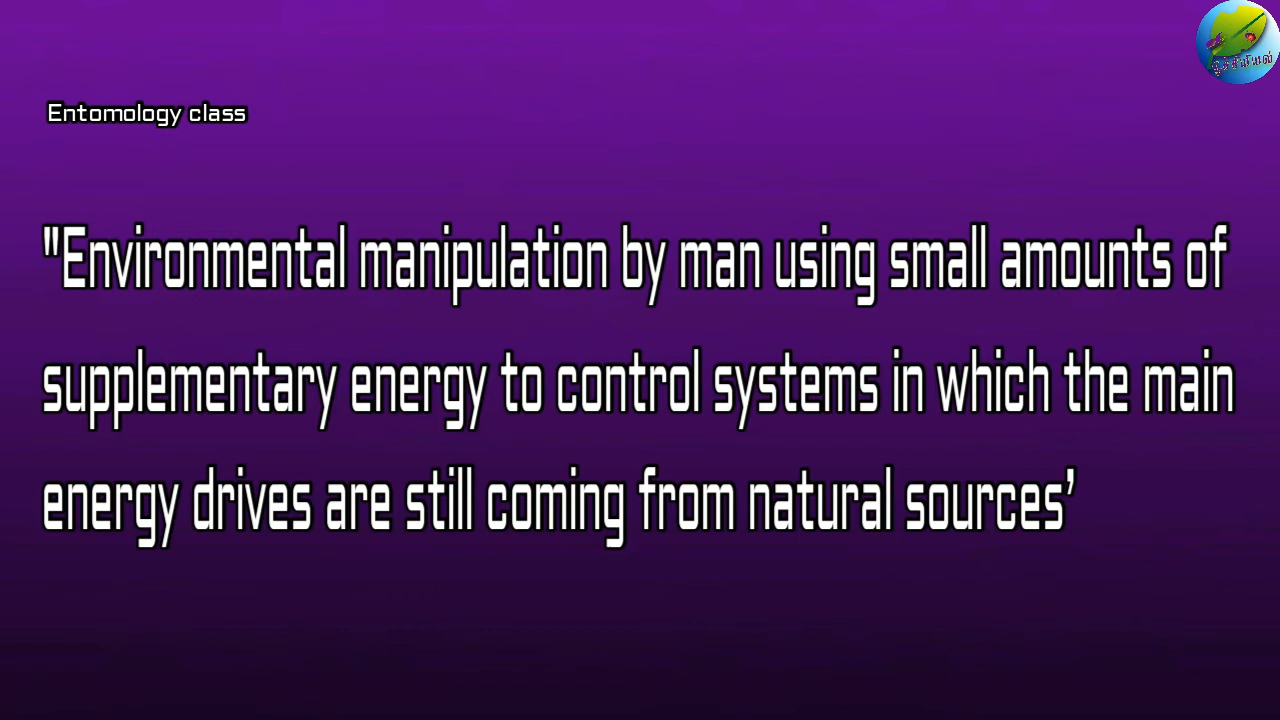 பூச்சியியல்
Entomology class
"Environmental manipulation by man using small amounts of
supplementary energy to control systems in which the main
energy drives are still coming from natural sources’